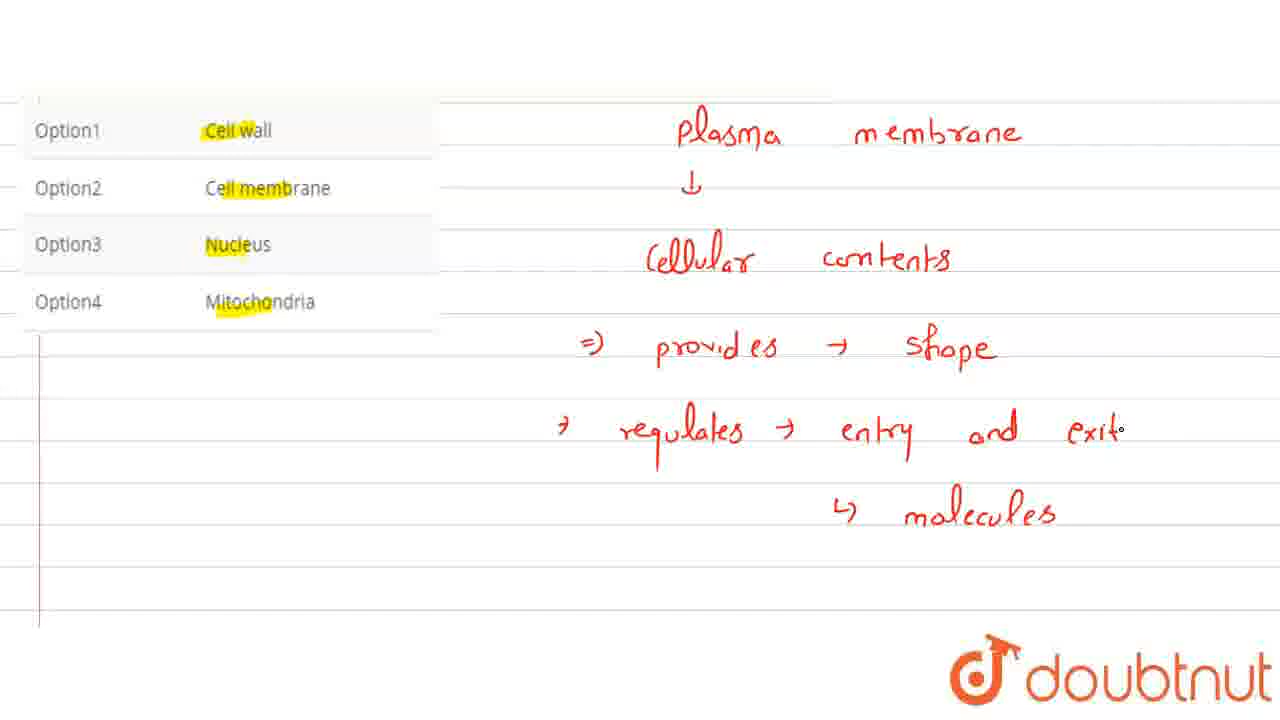 Option1 Cell wall
Option2 Cell membrane
Option3 Nucleus
Option4 Mitochondria
Plasma membrane
↓
Cellular contents
⇒ provides → shape
→ regulates → entry and exit
↳ molecules
doubtnut